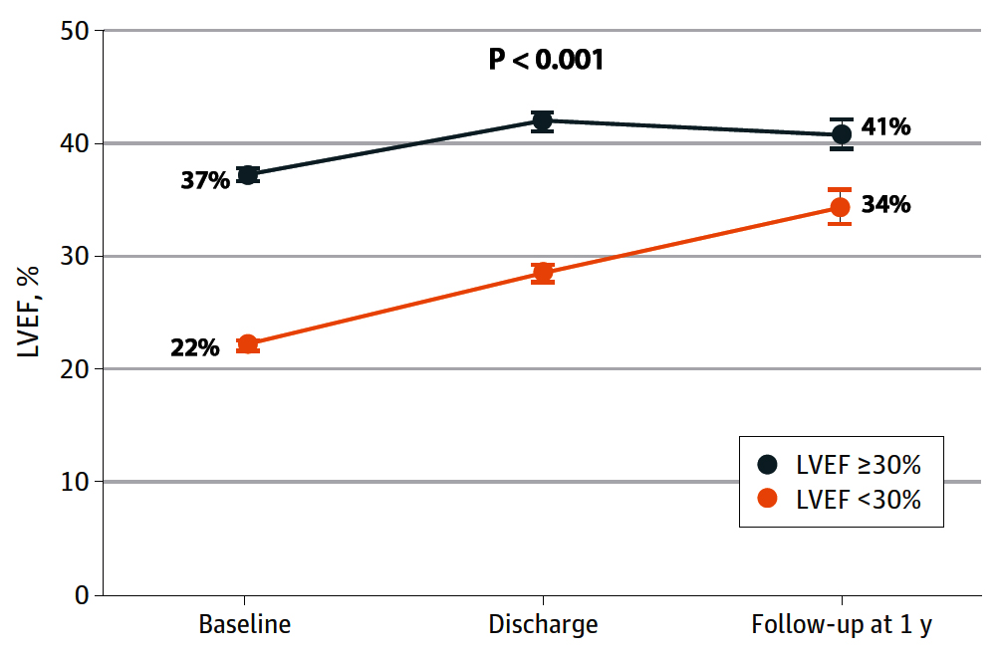 50
P < 0.001
41%
40
37%
34%
30
LVEF, %
22%
20
LVEF ≥30%
10
LVEF <30%
0
Baseline
Discharge
Follow-up at 1 y